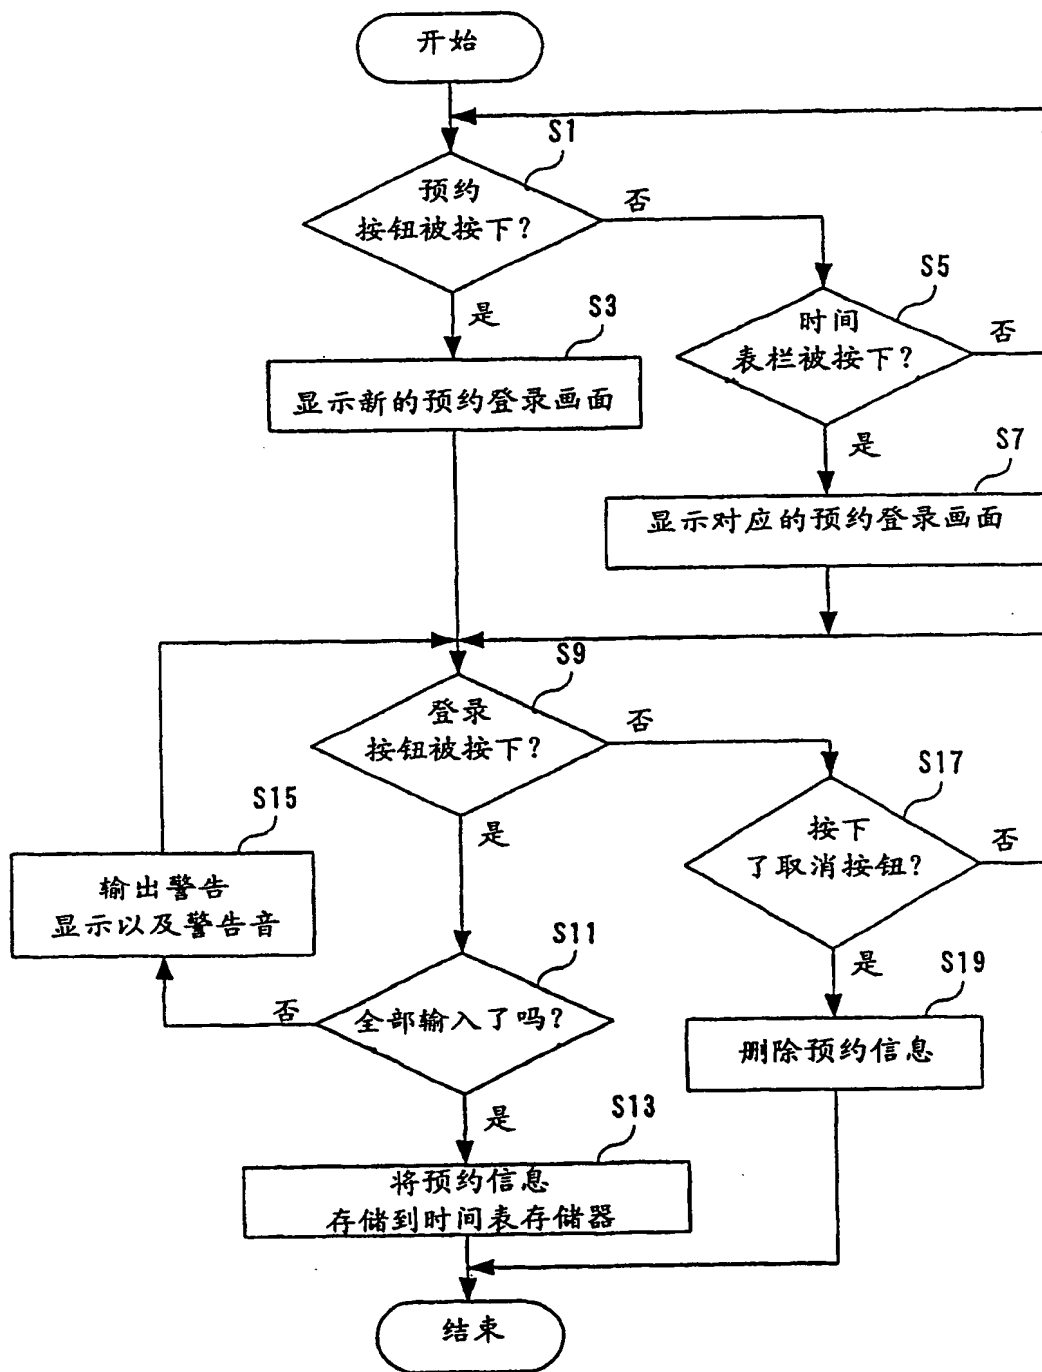 开始
S1
预约
按钮被按下?
否
是
S3
显示新的预约登录画面
S5
时间
表栏被按下?
否
是
S7
显示对应的预约登录画面
S9
登录
按钮被按下?
否
是
S15
输出警告
显示以及警告音
S17
按下
了取消按钮?
否
是
S11
全部输入了吗?
否
是
S19
删除预约信息
S13
将预约信息
存储到时间表存储器
结束